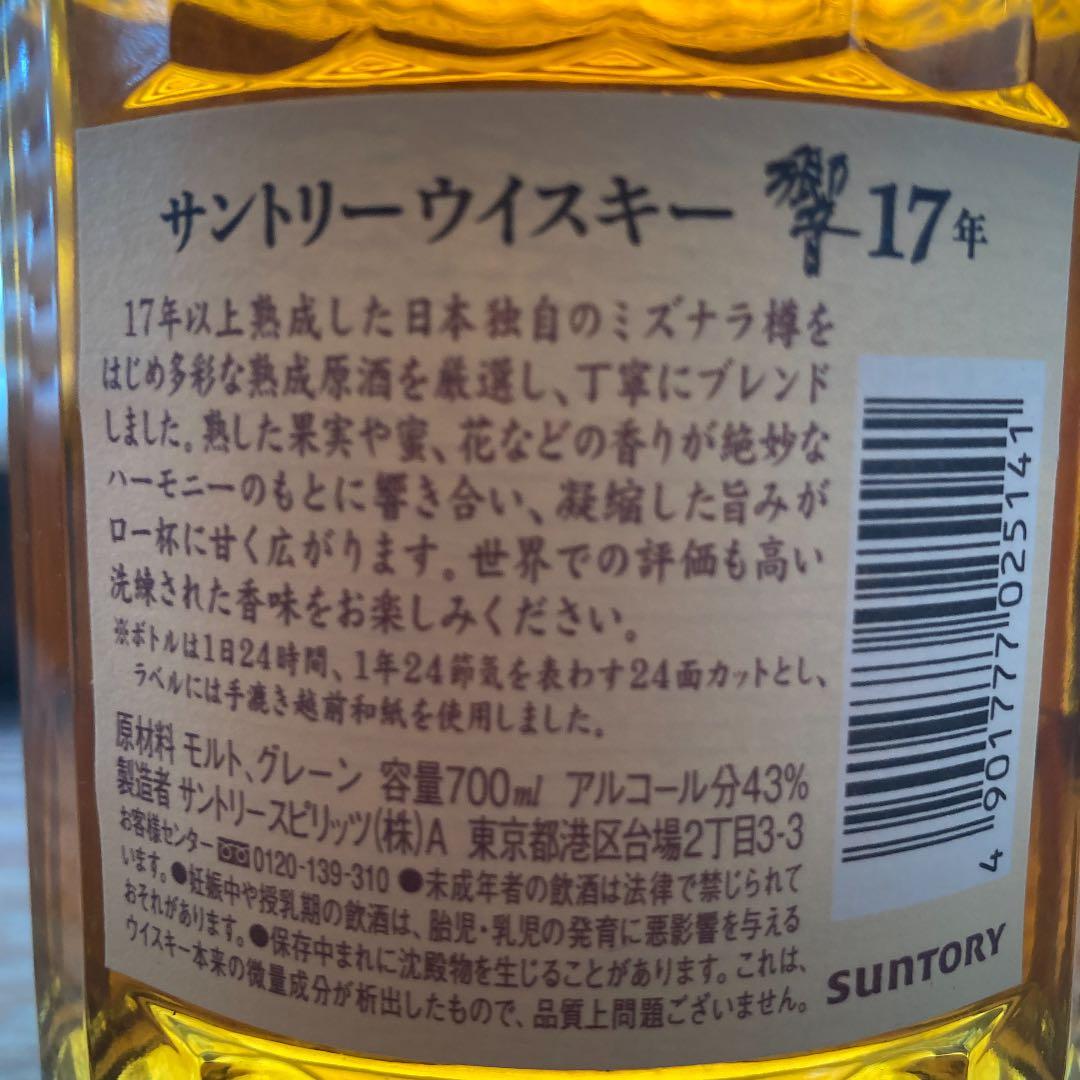 サントリーウイスキー 響 17年
17年以上熟成した日本独自のミズナラ樽を
はじめ多彩な熟成原酒を厳選し、丁寧にブレンド
しました。熟した果実や蜜、花などの香りが絶妙な
ハーモニーのもとに響き合い、凝縮した旨みが
口一杯に甘く広がります。世界での評価も高い
洗練された香味をお楽しみください。
※ボトルは1日24時間、1年24節気を表わす24面カットとし、
ラベルには手漉き越前和紙を使用しました。
原材料 モルト、グレーン 容量700ml アルコール分43%
製造者 サントリースピリッツ(株)A 東京都港区台場2丁目3-3
お客様センター 0120-139-310 ●未成年者の飲酒は法律で禁じられて
います。●妊娠中や授乳期の飲酒は、胎児・乳児の発育に悪影響を与える
おそれがあります。●保存中まれに沈殿物を生じることがあります。これは、
ウイスキー本来の微量成分が析出したもので、品質上問題ございません。
4 901777 025141
SUNTORY